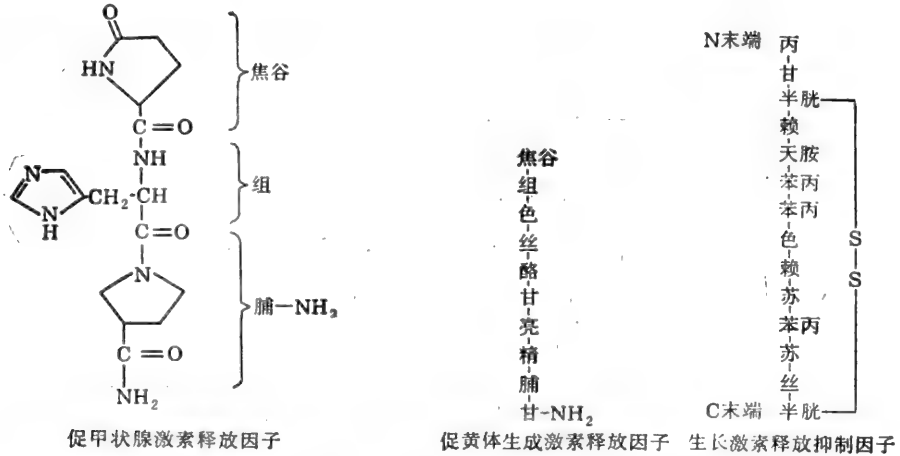 O
HN
焦谷
C=O
NH
N
N
H
CH₂-CH
组
C=O
N
脯—NH₂
C=O
NH₂
促甲状腺激素释放因子
焦谷
组
色
丝
酪
甘
亮
精
脯
甘-NH₂
促黄体生成激素释放因子
N末端 丙
甘
半胱
赖
天胺
苯丙
苯丙
色
S
赖
S
苏
苯丙
苏
丝
C末端 半胱
生长激素释放抑制因子